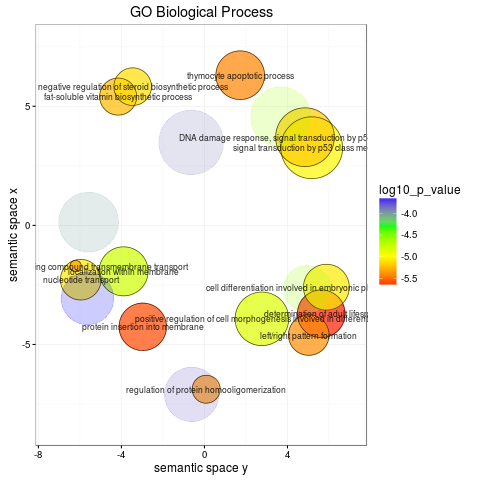 GO Biological Process
thymocyte apoptotic process
negative regulation of steroid biosynthetic process
fat-soluble vitamin biosynthetic process
5
DNA damage response, signal transduction by p5
signal transduction by p53 class me
log10_p_value
-4.0
-4.5
-5.0
-5.5
semantic space x
0
ng compound transmembrane transport
localization within membrane
nucleotide transport
cell differentiation involved in embryonic pl
determination of adult lifesp
positive regulation of cell morphogenesis involved in different
protein insertion into membrane
left/right pattern formation
-5
regulation of protein homooligomerization
-8
-4
0
4
semantic space y